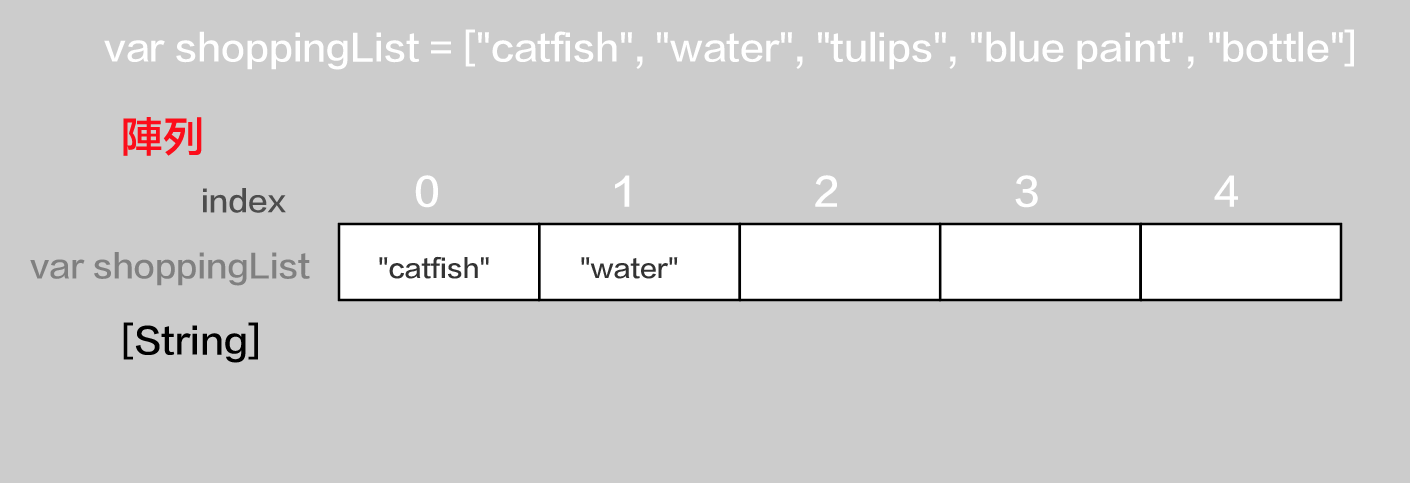 var shoppingList = ["catfish", "water", "tulips", "blue paint", "bottle"]
陣列
index 0 1 2 3 4
var shoppingList "catfish" "water"
[String]